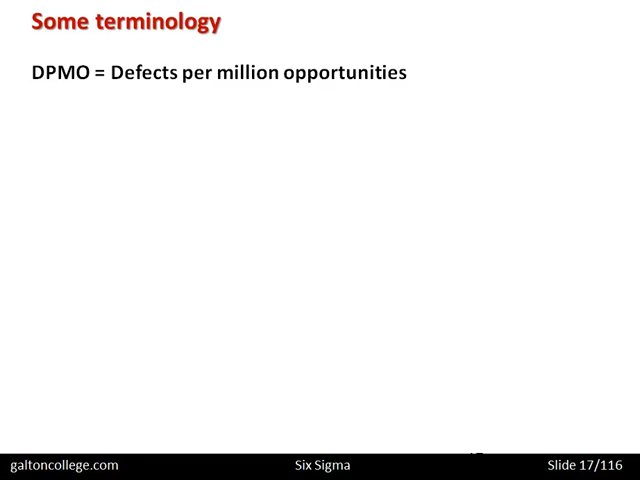 Some terminology
DPMO = Defects per million opportunities
galtoncollege.com
Six Sigma
Slide 17/116